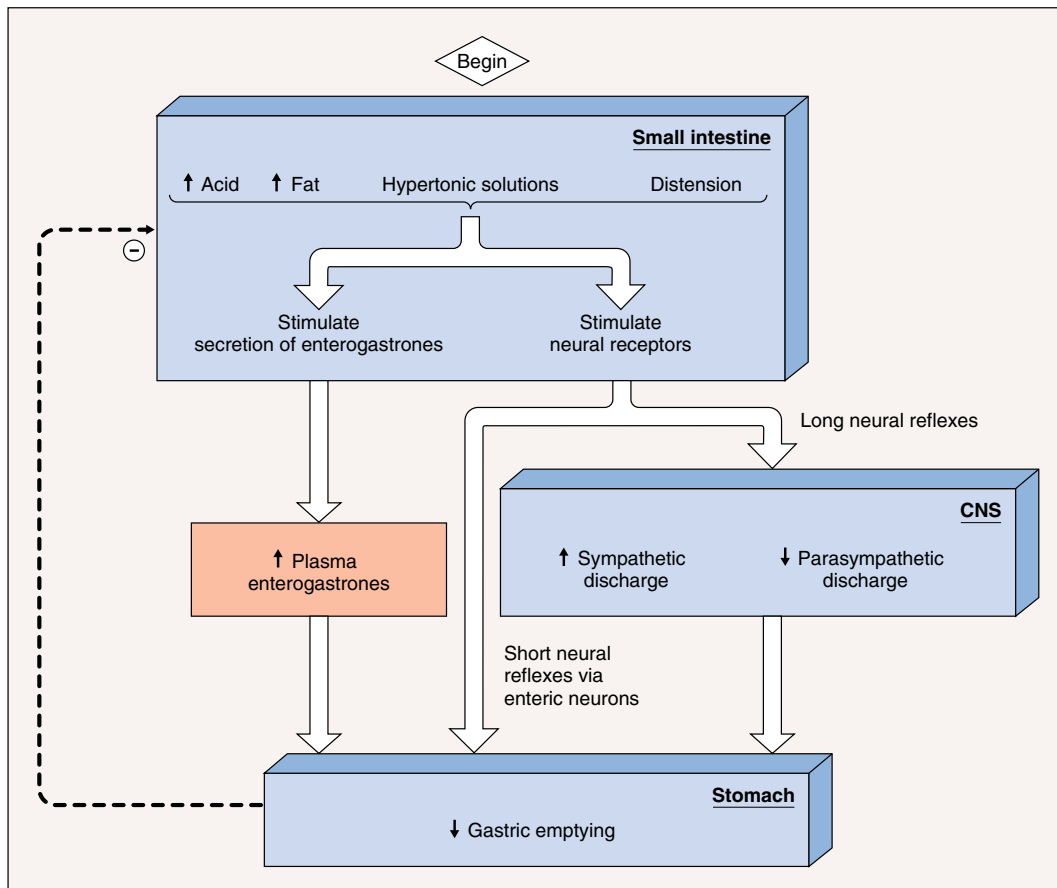 Begin
Small intestine
↑ Acid ↑ Fat Hypertonic solutions Distension
−
Stimulate
secretion of enterogastrones
Stimulate
neural receptors
Long neural reflexes
CNS
↑ Sympathetic
discharge
↓ Parasympathetic
discharge
↑ Plasma
enterogastrones
Short neural
reflexes via
enteric neurons
Stomach
↓ Gastric emptying